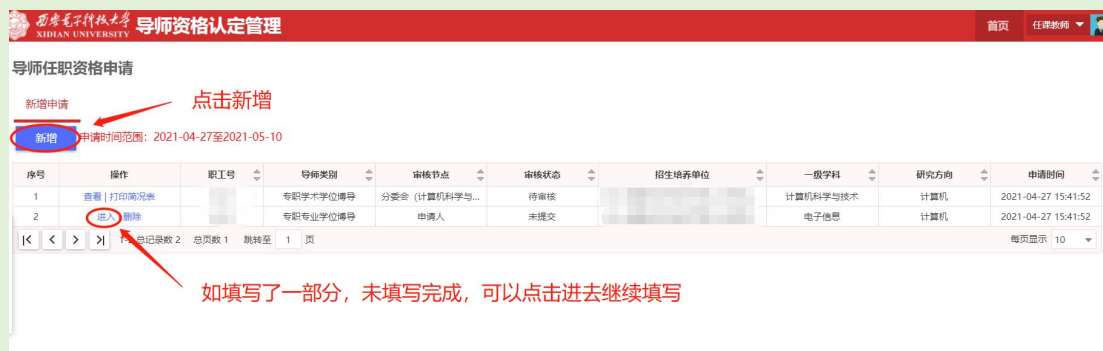 西安电子科技大学 导师资格认定管理 首页 任课教师
XIDIAN UNIVERSITY
导师任职资格申请
新增申请 点击新增
新增 申请时间范围：2021-04-27至2021-05-10
序号 操作 职工号 导师类别 审核节点 审核状态 招生培养单位 一级学科 研究方向 申请时间
1 查看 | 打印简况表 专职学术学位博导 分委会（计算机科学与... 待审核 计算机科学与技术 计算机 2021-04-27 15:41:52
2 进入 删除 专职专业学位博导 申请人 未提交 电子信息 计算机 2021-04-27 15:41:52
总记录数 2 总页数 1 跳转至 1 页 每页显示 10
如填写了一部分，未填写完成，可以点击进去继续填写